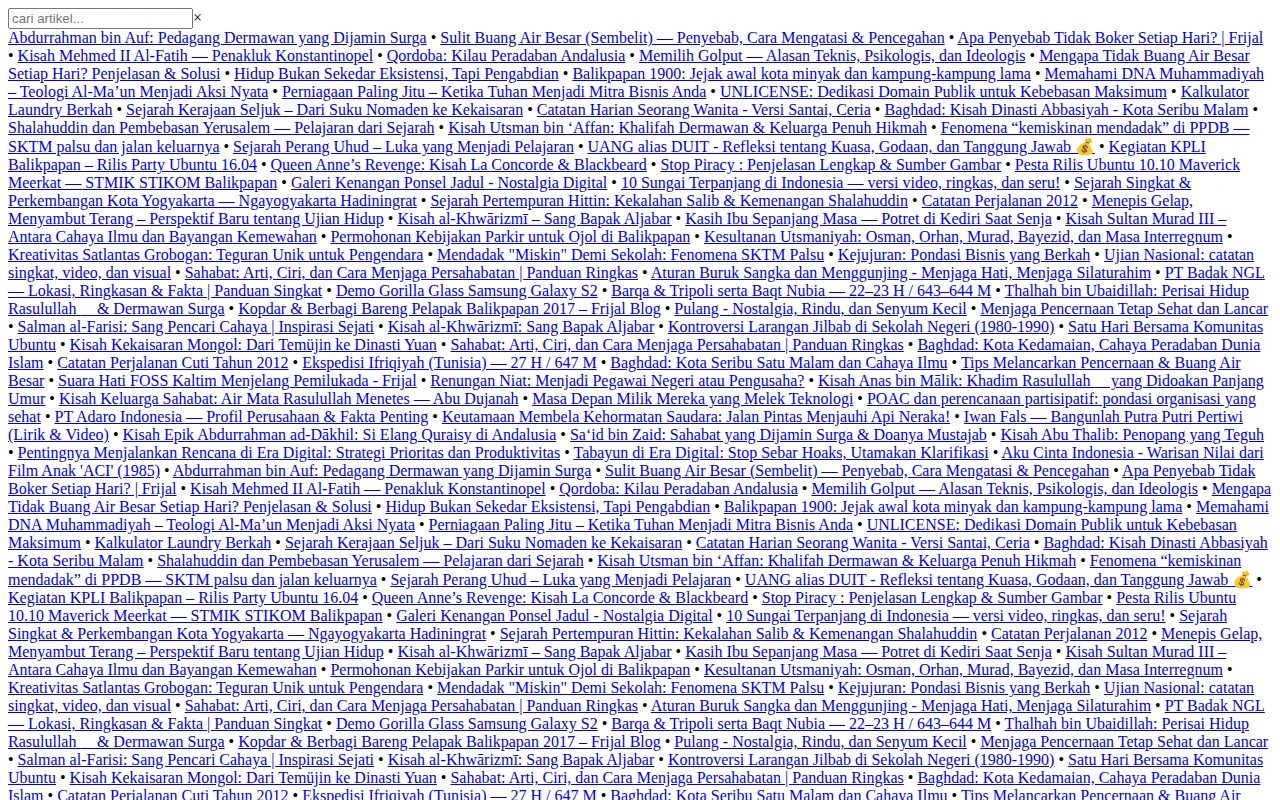 cari artikel... ×
Abdurrahman bin Auf: Pedagang Dermawan yang Dijamin Surga • Sulit Buang Air Besar (Sembelit) — Penyebab, Cara Mengatasi & Pencegahan • Apa Penyebab Tidak Boker Setiap Hari? | Frijal
• Kisah Mehmed II Al-Fatih — Penakluk Konstantinopel • Qordoba: Kilau Peradaban Andalusia • Memilih Golput — Alasan Teknis, Psikologis, dan Ideologis • Mengapa Tidak Buang Air Besar
Setiap Hari? Penjelasan & Solusi • Hidup Bukan Sekedar Eksistensi, Tapi Pengabdian • Balikpapan 1900: Jejak awal kota minyak dan kampung-kampung lama • Memahami DNA Muhammadiyah
– Teologi Al-Ma’un Menjadi Aksi Nyata • Perniagaan Paling Jitu – Ketika Tuhan Menjadi Mitra Bisnis Anda • UNLICENSE: Dedikasi Domain Publik untuk Kebebasan Maksimum • Kalkulator
Laundry Berkah • Sejarah Kerajaan Seljuk – Dari Suku Nomaden ke Kekaisaran • Catatan Harian Seorang Wanita - Versi Santai, Ceria • Baghdad: Kisah Dinasti Abbasiyah - Kota Seribu Malam •
Shalahuddin dan Pembebasan Yerusalem — Pelajaran dari Sejarah • Kisah Utsman bin ‘Affan: Khalifah Dermawan & Keluarga Penuh Hikmah • Fenomena “kemiskinan mendadak” di PPDB —
SKTM palsu dan jalan keluarnya • Sejarah Perang Uhud – Luka yang Menjadi Pelajaran • UANG alias DUIT - Refleksi tentang Kuasa, Godaan, dan Tanggung Jawab 💰 • Kegiatan KPLI
Balikpapan – Rilis Party Ubuntu 16.04 • Queen Anne’s Revenge: Kisah La Concorde & Blackbeard • Stop Piracy : Penjelasan Lengkap & Sumber Gambar • Pesta Rilis Ubuntu 10.10 Maverick
Meerkat — STMIK STIKOM Balikpapan • Galeri Kenangan Ponsel Jadul - Nostalgia Digital • 10 Sungai Terpanjang di Indonesia — versi video, ringkas, dan seru! • Sejarah Singkat &
Perkembangan Kota Yogyakarta — Ngayogyakarta Hadiningrat • Sejarah Pertempuran Hittin: Kekalahan Salib & Kemenangan Shalahuddin • Catatan Perjalanan 2012 • Menepis Gelap,
Menyambut Terang – Perspektif Baru tentang Ujian Hidup • Kisah al-Khwārizmī – Sang Bapak Aljabar • Kasih Ibu Sepanjang Masa — Potret di Kediri Saat Senja • Kisah Sultan Murad III –
Antara Cahaya Ilmu dan Bayangan Kemewahan • Permohonan Kebijakan Parkir untuk Ojol di Balikpapan • Kesultanan Utsmaniyah: Osman, Orhan, Murad, Bayezid, dan Masa Interregnum •
Kreativitas Satlantas Grobogan: Teguran Unik untuk Pengendara • Mendadak "Miskin" Demi Sekolah: Fenomena SKTM Palsu • Kejujuran: Pondasi Bisnis yang Berkah • Ujian Nasional: catatan
singkat, video, dan visual • Sahabat: Arti, Ciri, dan Cara Menjaga Persahabatan | Panduan Ringkas • Aturan Buruk Sangka dan Menggunjing - Menjaga Hati, Menjaga Silaturahim • PT Badak NGL
— Lokasi, Ringkasan & Fakta | Panduan Singkat • Demo Gorilla Glass Samsung Galaxy S2 • Barqa & Tripoli serta Baqt Nubia — 22–23 H / 643–644 M • Thalhah bin Ubaidillah: Perisai Hidup
Rasulullah & Dermawan Surga • Kopdar & Berbagi Bareng Pelapak Balikpapan 2017 – Frijal Blog • Pulang - Nostalgia, Rindu, dan Senyum Kecil • Menjaga Pencernaan Tetap Sehat dan Lancar
• Salman al-Farisi: Sang Pencari Cahaya | Inspirasi Sejati • Kisah al-Khwārizmī: Sang Bapak Aljabar • Kontroversi Larangan Jilbab di Sekolah Negeri (1980-1990) • Satu Hari Bersama Komunitas
Ubuntu • Kisah Kekaisaran Mongol: Dari Temüjin ke Dinasti Yuan • Sahabat: Arti, Ciri, dan Cara Menjaga Persahabatan | Panduan Ringkas • Baghdad: Kota Kedamaian, Cahaya Peradaban Dunia
Islam • Catatan Perjalanan Cuti Tahun 2012 • Ekspedisi Ifriqiyah (Tunisia) — 27 H / 647 M • Baghdad: Kota Seribu Satu Malam dan Cahaya Ilmu • Tips Melancarkan Pencernaan & Buang Air
Besar • Suara Hati FOSS Kaltim Menjelang Pemilukada - Frijal • Renungan Niat: Menjadi Pegawai Negeri atau Pengusaha? • Kisah Anas bin Mālik: Khadim Rasulullah yang Didoakan Panjang
Umur • Kisah Keluarga Sahabat: Air Mata Rasulullah Menetes — Abu Dujanah • Masa Depan Milik Mereka yang Melek Teknologi • POAC dan perencanaan partisipatif: pondasi organisasi yang
sehat • PT Adaro Indonesia — Profil Perusahaan & Fakta Penting • Keutamaan Membela Kehormatan Saudara: Jalan Pintas Menjauhi Api Neraka! • Iwan Fals — Bangunlah Putra Putri Pertiwi
(Lirik & Video) • Kisah Epik Abdurrahman ad-Dākhil: Si Elang Quraisy di Andalusia • Sa‘id bin Zaid: Sahabat yang Dijamin Surga & Doanya Mustajab • Kisah Abu Thalib: Penopang yang Teguh
• Pentingnya Menjalankan Rencana di Era Digital: Strategi Prioritas dan Produktivitas • Tabayun di Era Digital: Stop Sebar Hoaks, Utamakan Klarifikasi • Aku Cinta Indonesia - Warisan Nilai dari
Film Anak 'ACI' (1985) • Abdurrahman bin Auf: Pedagang Dermawan yang Dijamin Surga • Sulit Buang Air Besar (Sembelit) — Penyebab, Cara Mengatasi & Pencegahan • Apa Penyebab Tidak
Boker Setiap Hari? | Frijal • Kisah Mehmed II Al-Fatih — Penakluk Konstantinopel • Qordoba: Kilau Peradaban Andalusia • Memilih Golput — Alasan Teknis, Psikologis, dan Ideologis • Mengapa
Tidak Buang Air Besar Setiap Hari? Penjelasan & Solusi • Hidup Bukan Sekedar Eksistensi, Tapi Pengabdian • Balikpapan 1900: Jejak awal kota minyak dan kampung-kampung lama • Memahami
DNA Muhammadiyah – Teologi Al-Ma’un Menjadi Aksi Nyata • Perniagaan Paling Jitu – Ketika Tuhan Menjadi Mitra Bisnis Anda • UNLICENSE: Dedikasi Domain Publik untuk Kebebasan
Maksimum • Kalkulator Laundry Berkah • Sejarah Kerajaan Seljuk – Dari Suku Nomaden ke Kekaisaran • Catatan Harian Seorang Wanita - Versi Santai, Ceria • Baghdad: Kisah Dinasti Abbasiyah
- Kota Seribu Malam • Shalahuddin dan Pembebasan Yerusalem — Pelajaran dari Sejarah • Kisah Utsman bin ‘Affan: Khalifah Dermawan & Keluarga Penuh Hikmah • Fenomena “kemiskinan
mendadak” di PPDB — SKTM palsu dan jalan keluarnya • Sejarah Perang Uhud – Luka yang Menjadi Pelajaran • UANG alias DUIT - Refleksi tentang Kuasa, Godaan, dan Tanggung Jawab 💰 •
Kegiatan KPLI Balikpapan – Rilis Party Ubuntu 16.04 • Queen Anne’s Revenge: Kisah La Concorde & Blackbeard • Stop Piracy : Penjelasan Lengkap & Sumber Gambar • Pesta Rilis Ubuntu
10.10 Maverick Meerkat — STMIK STIKOM Balikpapan • Galeri Kenangan Ponsel Jadul - Nostalgia Digital • 10 Sungai Terpanjang di Indonesia — versi video, ringkas, dan seru! • Sejarah
Singkat & Perkembangan Kota Yogyakarta — Ngayogyakarta Hadiningrat • Sejarah Pertempuran Hittin: Kekalahan Salib & Kemenangan Shalahuddin • Catatan Perjalanan 2012 • Menepis Gelap,
Menyambut Terang – Perspektif Baru tentang Ujian Hidup • Kisah al-Khwārizmī – Sang Bapak Aljabar • Kasih Ibu Sepanjang Masa — Potret di Kediri Saat Senja • Kisah Sultan Murad III –
Antara Cahaya Ilmu dan Bayangan Kemewahan • Permohonan Kebijakan Parkir untuk Ojol di Balikpapan • Kesultanan Utsmaniyah: Osman, Orhan, Murad, Bayezid, dan Masa Interregnum •
Kreativitas Satlantas Grobogan: Teguran Unik untuk Pengendara • Mendadak "Miskin" Demi Sekolah: Fenomena SKTM Palsu • Kejujuran: Pondasi Bisnis yang Berkah • Ujian Nasional: catatan
singkat, video, dan visual • Sahabat: Arti, Ciri, dan Cara Menjaga Persahabatan | Panduan Ringkas • Aturan Buruk Sangka dan Menggunjing - Menjaga Hati, Menjaga Silaturahim • PT Badak NGL
— Lokasi, Ringkasan & Fakta | Panduan Singkat • Demo Gorilla Glass Samsung Galaxy S2 • Barqa & Tripoli serta Baqt Nubia — 22–23 H / 643–644 M • Thalhah bin Ubaidillah: Perisai Hidup
Rasulullah & Dermawan Surga • Kopdar & Berbagi Bareng Pelapak Balikpapan 2017 – Frijal Blog • Pulang - Nostalgia, Rindu, dan Senyum Kecil • Menjaga Pencernaan Tetap Sehat dan Lancar
• Salman al-Farisi: Sang Pencari Cahaya | Inspirasi Sejati • Kisah al-Khwārizmī: Sang Bapak Aljabar • Kontroversi Larangan Jilbab di Sekolah Negeri (1980-1990) • Satu Hari Bersama Komunitas
Ubuntu • Kisah Kekaisaran Mongol: Dari Temüjin ke Dinasti Yuan • Sahabat: Arti, Ciri, dan Cara Menjaga Persahabatan | Panduan Ringkas • Baghdad: Kota Kedamaian, Cahaya Peradaban Dunia
Islam • Catatan Perjalanan Cuti Tahun 2012 • Ekspedisi Ifriqiyah (Tunisia) — 27 H / 647 M • Baghdad: Kota Seribu Satu Malam dan Cahaya Ilmu • Tips Melancarkan Pencernaan & Buang Air